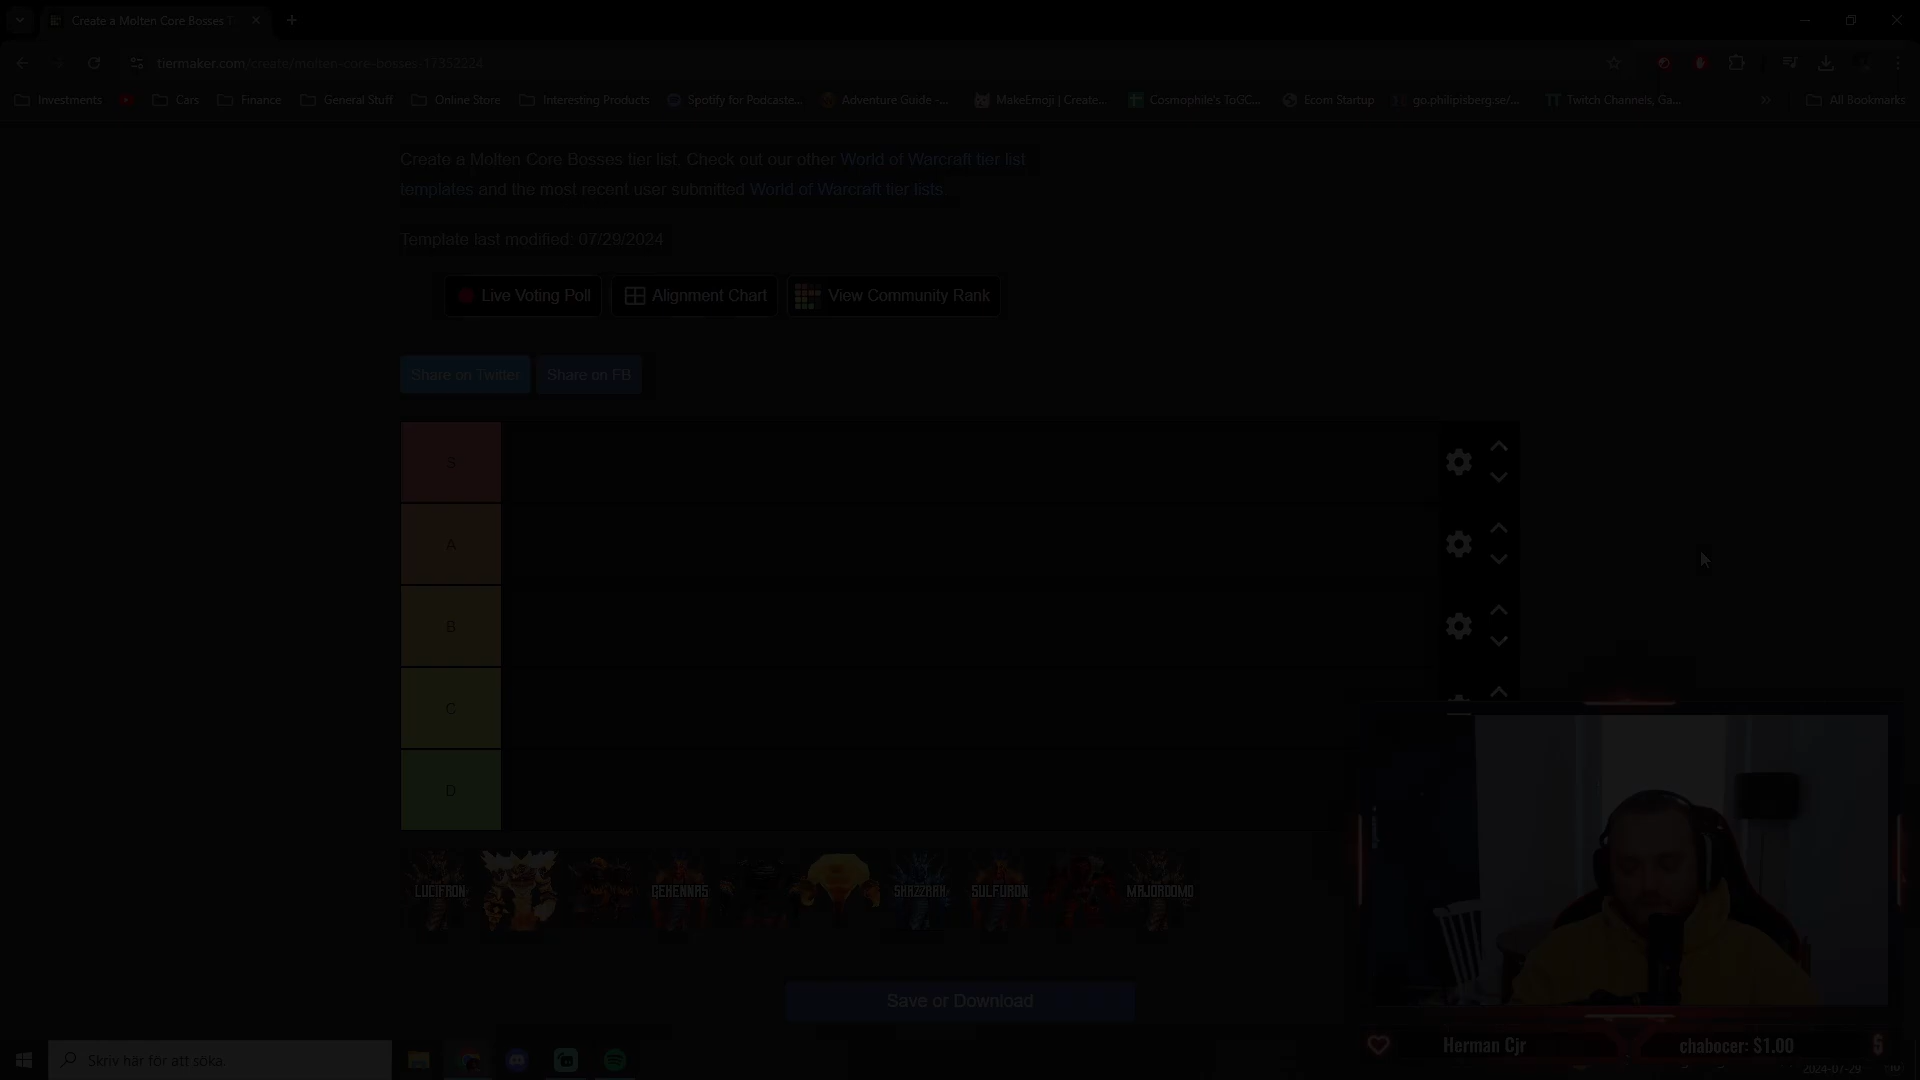 Create a Molten Core Bosses T
tiermaker.com/create/molten-core-bosses-17352224
Investments
Cars
Finance
General Stuff
Online Store
Interesting Products
Spotify for Podcaste...
Adventure Guide -...
MakeEmoji | Create...
Cosmophile's ToGC...
Ecom Startup
go.philipisberg.se/...
Twitch Channels, Ga...
All Bookmarks
Create a Molten Core Bosses tier list. Check out our other World of Warcraft tier list
templates and the most recent user submitted World of Warcraft tier lists.
Template last modified: 07/29/2024
Live Voting Poll
Alignment Chart
View Community Rank
Share on Twitter
Share on FB
S
A
B
C
D
LUCIFRON
GEHENNAS
SHAZZRAH
SULFURON
MAJORDOMO
Save or Download
Skriv här för att söka.
Herman Cjr
chabocer: $1.00
2024-07-29